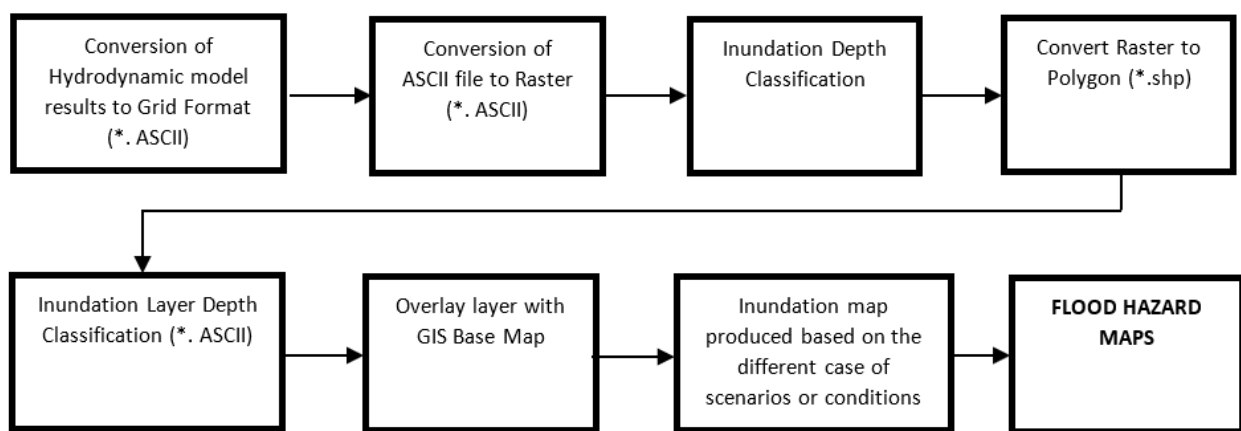 Conversion of
Hydrodynamic model
results to Grid Format
(*. ASCII)
Conversion of
ASCII file to Raster
(*. ASCII)
Inundation Depth
Classification
Convert Raster to
Polygon (*.shp)
Inundation Layer Depth
Classification (*. ASCII)
Overlay layer with
GIS Base Map
Inundation map
produced based on the
different case of
scenarios or conditions
FLOOD HAZARD
MAPS